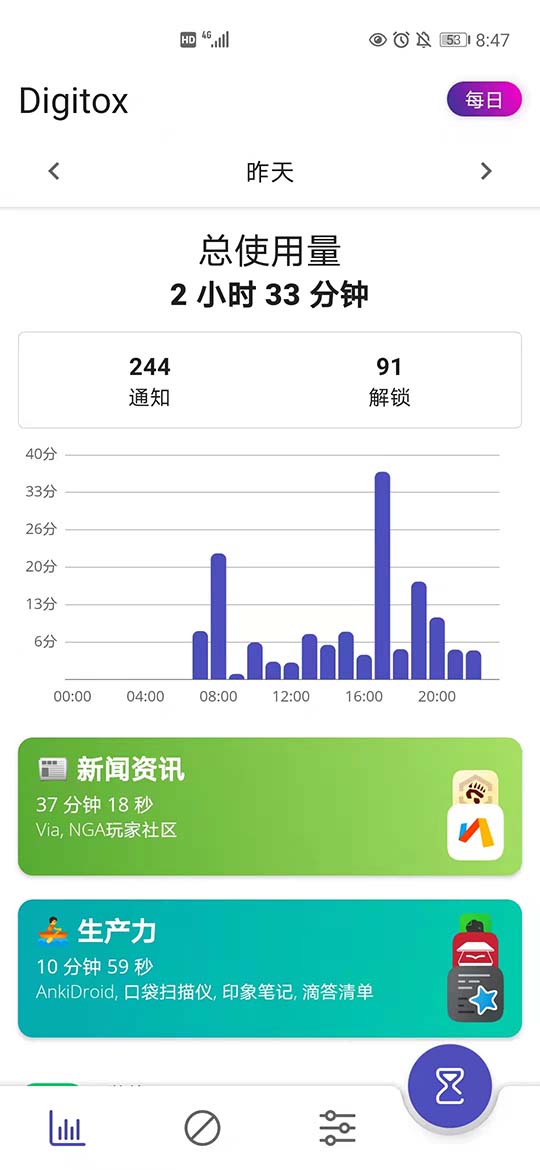 HD 4G 53 8:47
Digitox
每日
昨天
总使用量
2 小时 33 分钟
244 91
通知 解锁
40分
33分
26分
20分
13分
6分
00:00 04:00 08:00 12:00 16:00 20:00
新闻资讯
37 分钟 18 秒
Via, NGA玩家社区
生产力
10 分钟 59 秒
AnkiDroid, 口袋扫描仪, 印象笔记, 滴答清单